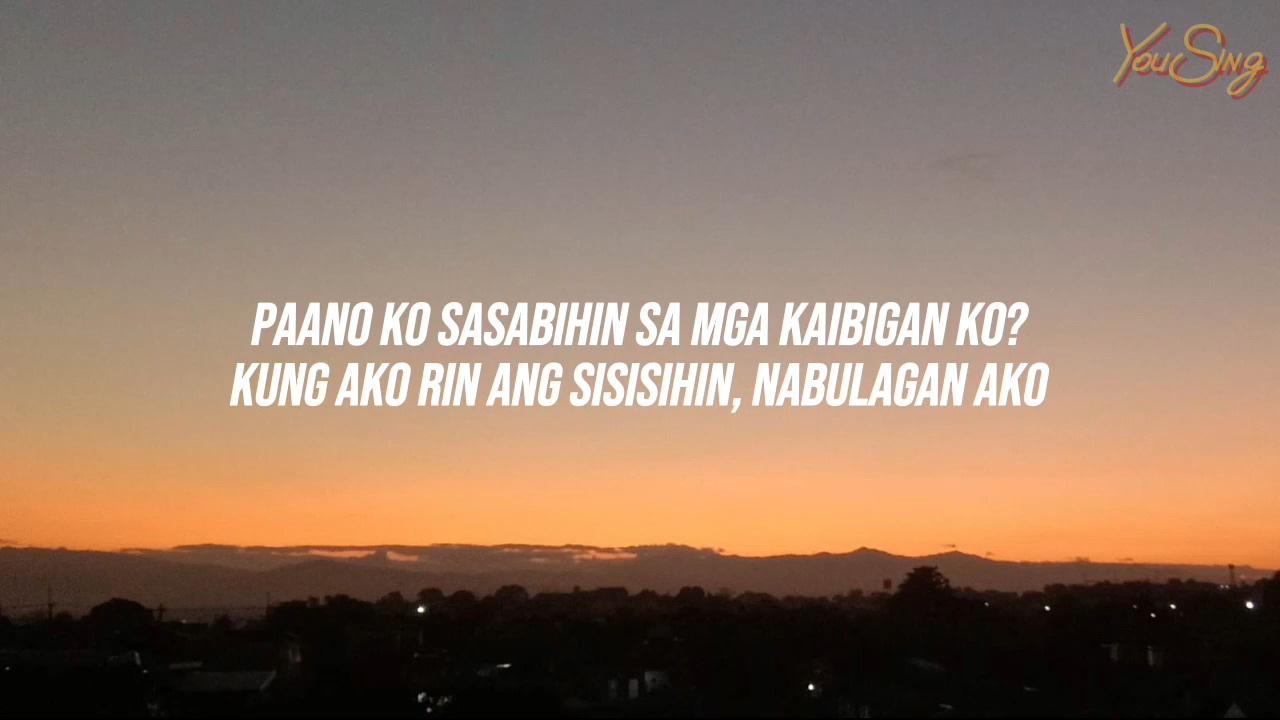 YouSing
PAANO KO SASABIHIN SA MGA KAIBIGAN KO?
KUNG AKO RIN ANG SISISIHIN, NABULAGAN AKO